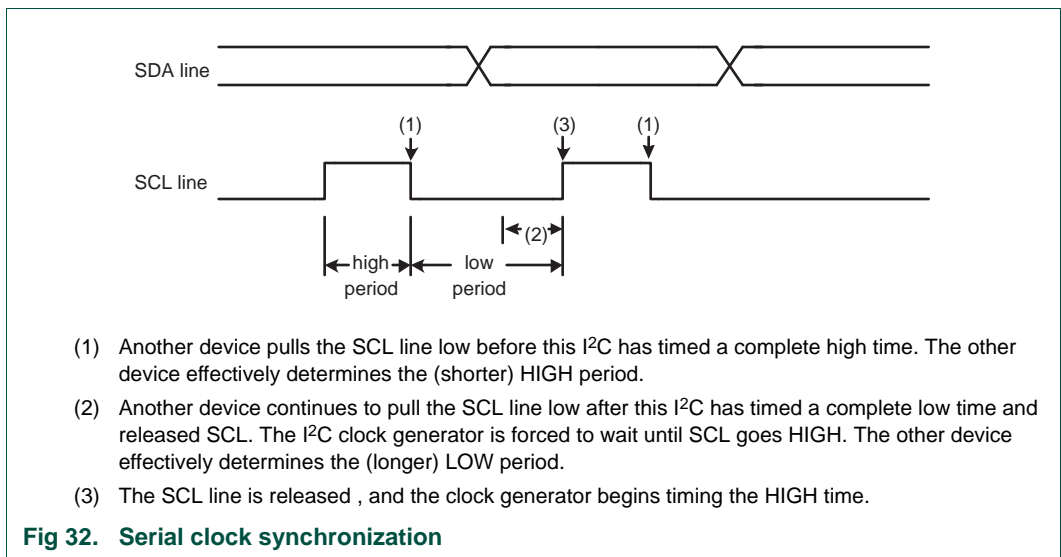 SDA line
(1)
(3)
(1)
SCL line
(2)
high
period
low
period
(1) Another device pulls the SCL line low before this I2C has timed a complete high time. The other
device effectively determines the (shorter) HIGH period.
(2) Another device continues to pull the SCL line low after this I2C has timed a complete low time and
released SCL. The I2C clock generator is forced to wait until SCL goes HIGH. The other device
effectively determines the (longer) LOW period.
(3) The SCL line is released , and the clock generator begins timing the HIGH time.
Fig 32. Serial clock synchronization